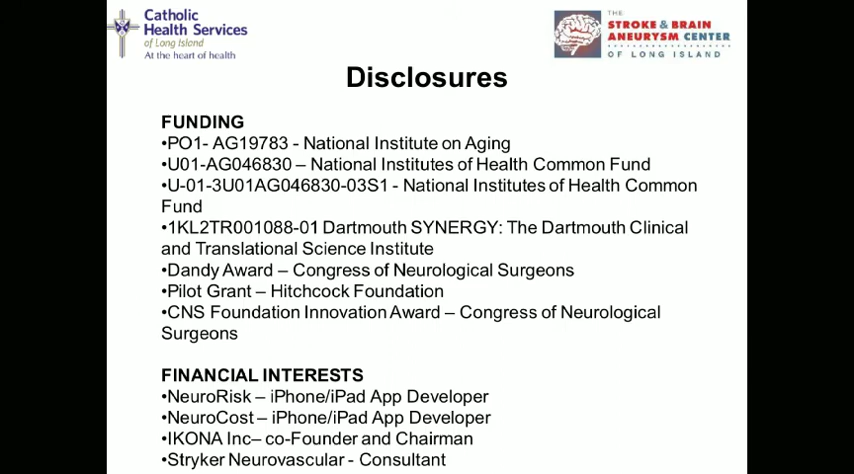 Catholic
Health Services
of Long Island
At the heart of health
THE
STROKE & BRAIN
ANEURYSM CENTER
OF LONG ISLAND
Disclosures
FUNDING
•PO1- AG19783 - National Institute on Aging
•U01-AG046830 – National Institutes of Health Common Fund
•U-01-3U01AG046830-03S1 - National Institutes of Health Common
Fund
•1KL2TR001088-01 Dartmouth SYNERGY: The Dartmouth Clinical
and Translational Science Institute
•Dandy Award – Congress of Neurological Surgeons
•Pilot Grant – Hitchcock Foundation
•CNS Foundation Innovation Award – Congress of Neurological
Surgeons
FINANCIAL INTERESTS
•NeuroRisk – iPhone/iPad App Developer
•NeuroCost – iPhone/iPad App Developer
•IKONA Inc– co-Founder and Chairman
•Stryker Neurovascular - Consultant